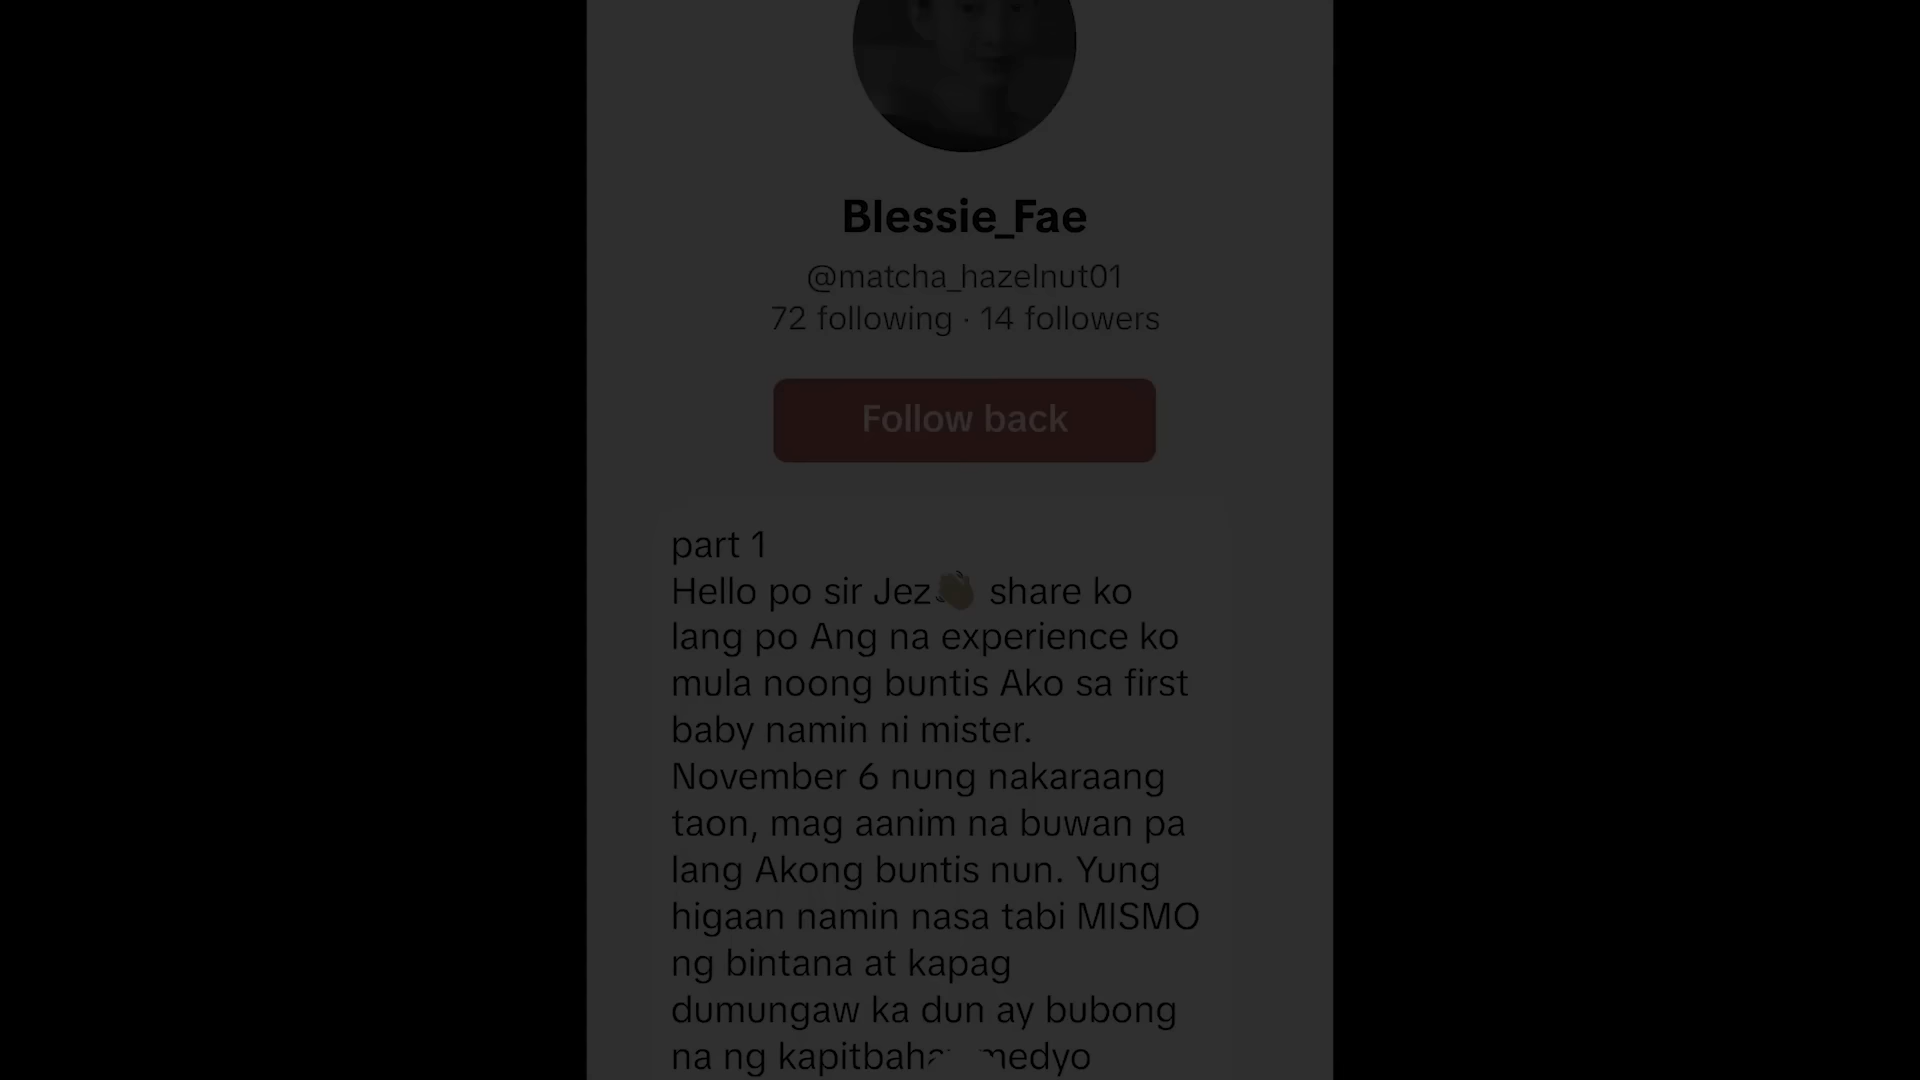 Blessie_Fae
@matcha_hazelnut01
72 following · 14 followers
Follow back
part 1
Hello po sir Jez👋 share ko
lang po Ang na experience ko
mula noong buntis Ako sa first
baby namin ni mister.
November 6 nung nakaraang
taon, mag aanim na buwan pa
lang Akong buntis nun. Yung
higaan namin nasa tabi MISMO
ng bintana at kapag
dumungaw ka dun ay bubong
na ng medyo